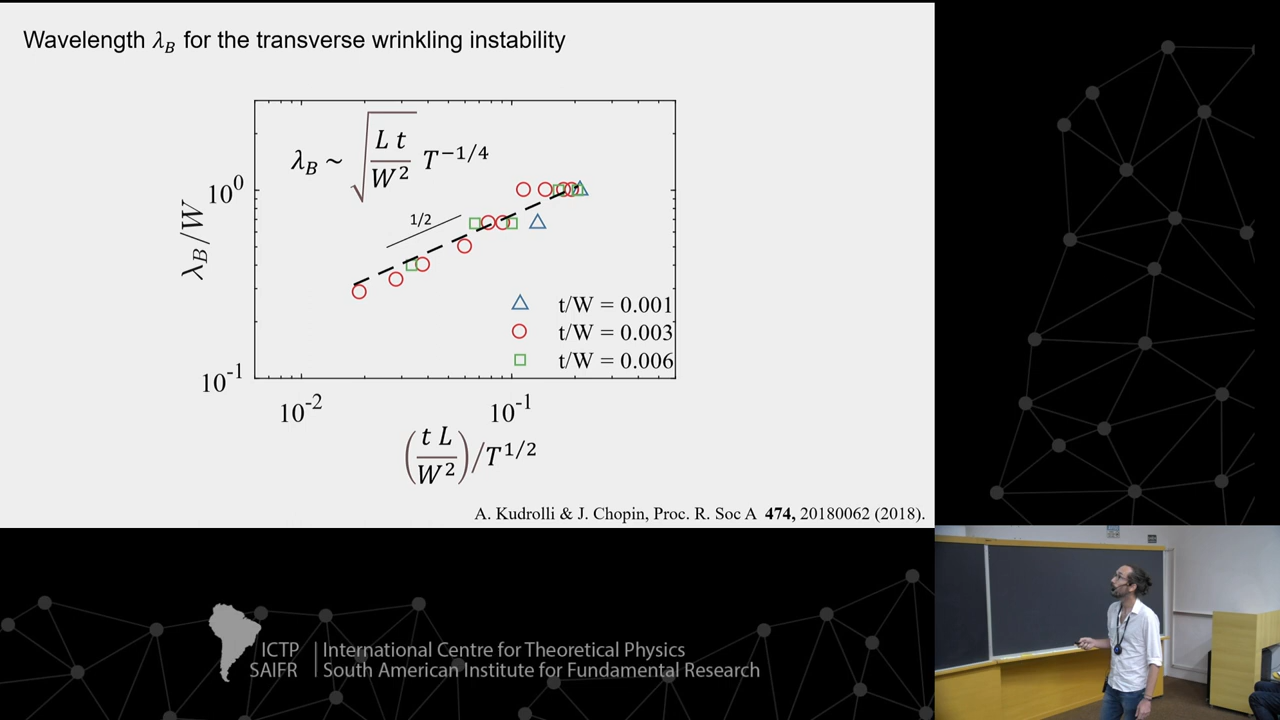 Wavelength λ_B for the transverse wrinkling instability
λ_B ~ √(L t / W²) T^{-1/4}
1/2
λ_B/W
10^0
10^-1
10^-2
10^-1
t/W = 0.001
t/W = 0.003
t/W = 0.006
(t L / W²)/T^{1/2}
A. Kudrolli & J. Chopin, Proc. R. Soc A 474, 20180062 (2018).
ICTP
SAIFR
International Centre for Theoretical Physics
South American Institute for Fundamental Research